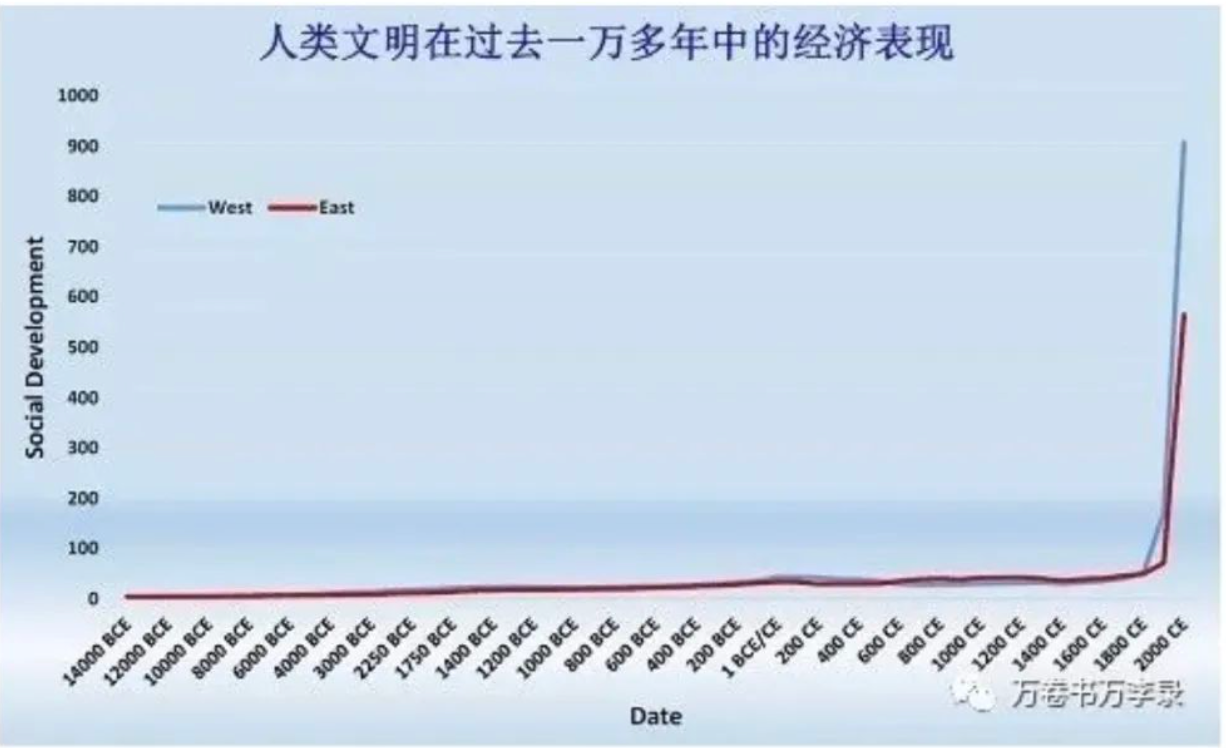 人类文明在过去一万多年中的经济表现
1000
900
800
700
600
500
400
300
200
100
0
West
East
Social Development
14000 BCE
12000 BCE
10000 BCE
8000 BCE
6000 BCE
4000 BCE
3000 BCE
2250 BCE
1750 BCE
1400 BCE
1200 BCE
1000 BCE
800 BCE
600 BCE
400 BCE
200 BCE
1 BCE/CE
200 CE
400 CE
600 CE
800 CE
1000 CE
1200 CE
1400 CE
1600 CE
1800 CE
2000 CE
Date
万卷书万李录